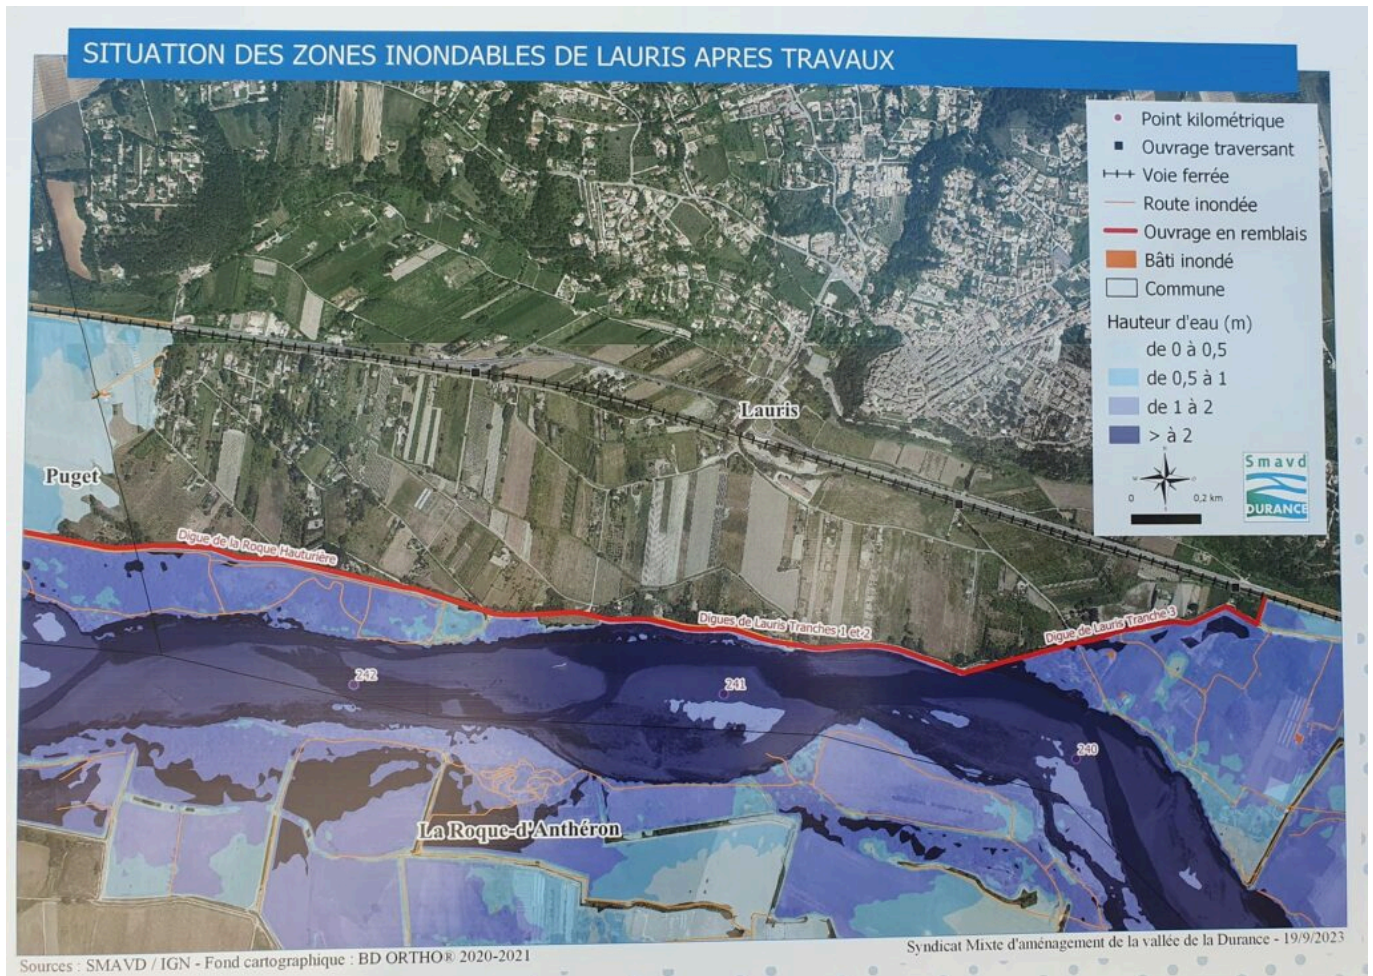 SITUATION DES ZONES INONDABLES DE LAURIS APRES TRAVAUX
Point kilométrique
Ouvrage traversant
Voie ferrée
Route inondée
Ouvrage en remblais
Bâti inondé
Commune
Hauteur d'eau (m)
de 0 à 0,5
de 0,5 à 1
de 1 à 2
> à 2
0 0,2 km
Smavd
DURANCE
Lauris
Puget
Digue de la Roque Hauturière
Digues de Lauris Tranches 1 et 2
Digue de Lauris Tranche 3
242
241
240
La Roque-d'Anthéron
Sources : SMAVD / IGN - Fond cartographique : BD ORTHO® 2020-2021
Syndicat Mixte d'aménagement de la vallée de la Durance - 19/9/2023